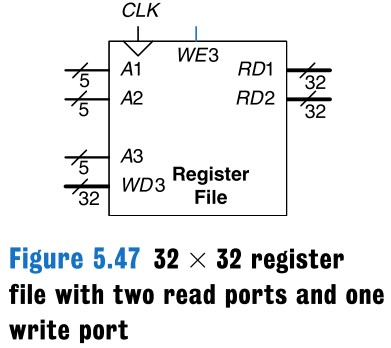 CLK
WE3
A1 RD1
5 32
A2 RD2
5 32
A3
5
WD3 Register
32 File
Figure 5.47 32 × 32 register
file with two read ports and one
write port